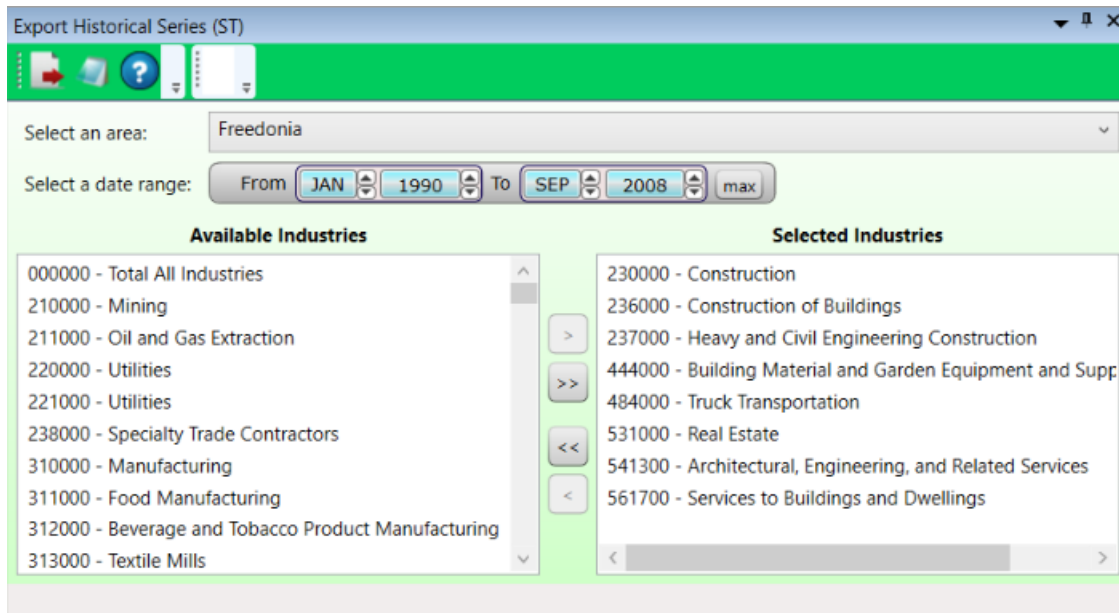 Export Historical Series (ST)
?
Select an area: Freedonia
Select a date range: From JAN 1990 To SEP 2008 max
Available Industries
000000 - Total All Industries
210000 - Mining
211000 - Oil and Gas Extraction
220000 - Utilities
221000 - Utilities
238000 - Specialty Trade Contractors
310000 - Manufacturing
311000 - Food Manufacturing
312000 - Beverage and Tobacco Product Manufacturing
313000 - Textile Mills
>
>>
<<
<
Selected Industries
230000 - Construction
236000 - Construction of Buildings
237000 - Heavy and Civil Engineering Construction
444000 - Building Material and Garden Equipment and Supp
484000 - Truck Transportation
531000 - Real Estate
541300 - Architectural, Engineering, and Related Services
561700 - Services to Buildings and Dwellings